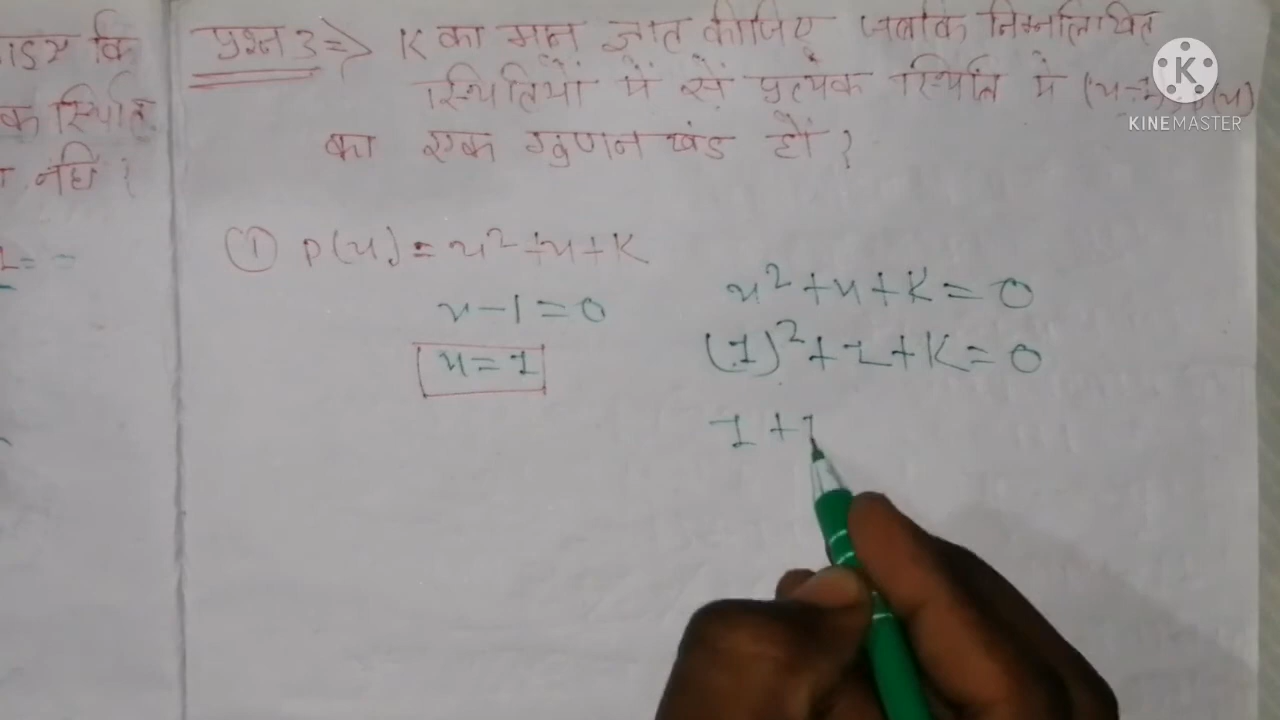 प्रश्न 3 => K का मान ज्ञात कीजिए जबकि निम्नलिखित
स्थितियों में से प्रत्येक स्थिति मे
का एक गुणन खंड हों?
① p(x) = x² + x + K
x - 1 = 0
x = 1
x² + x + K = 0
(1)² + 1 + K = 0
1 + 1
कि
क स्थिति
नंहि ?
KINEMASTER
K